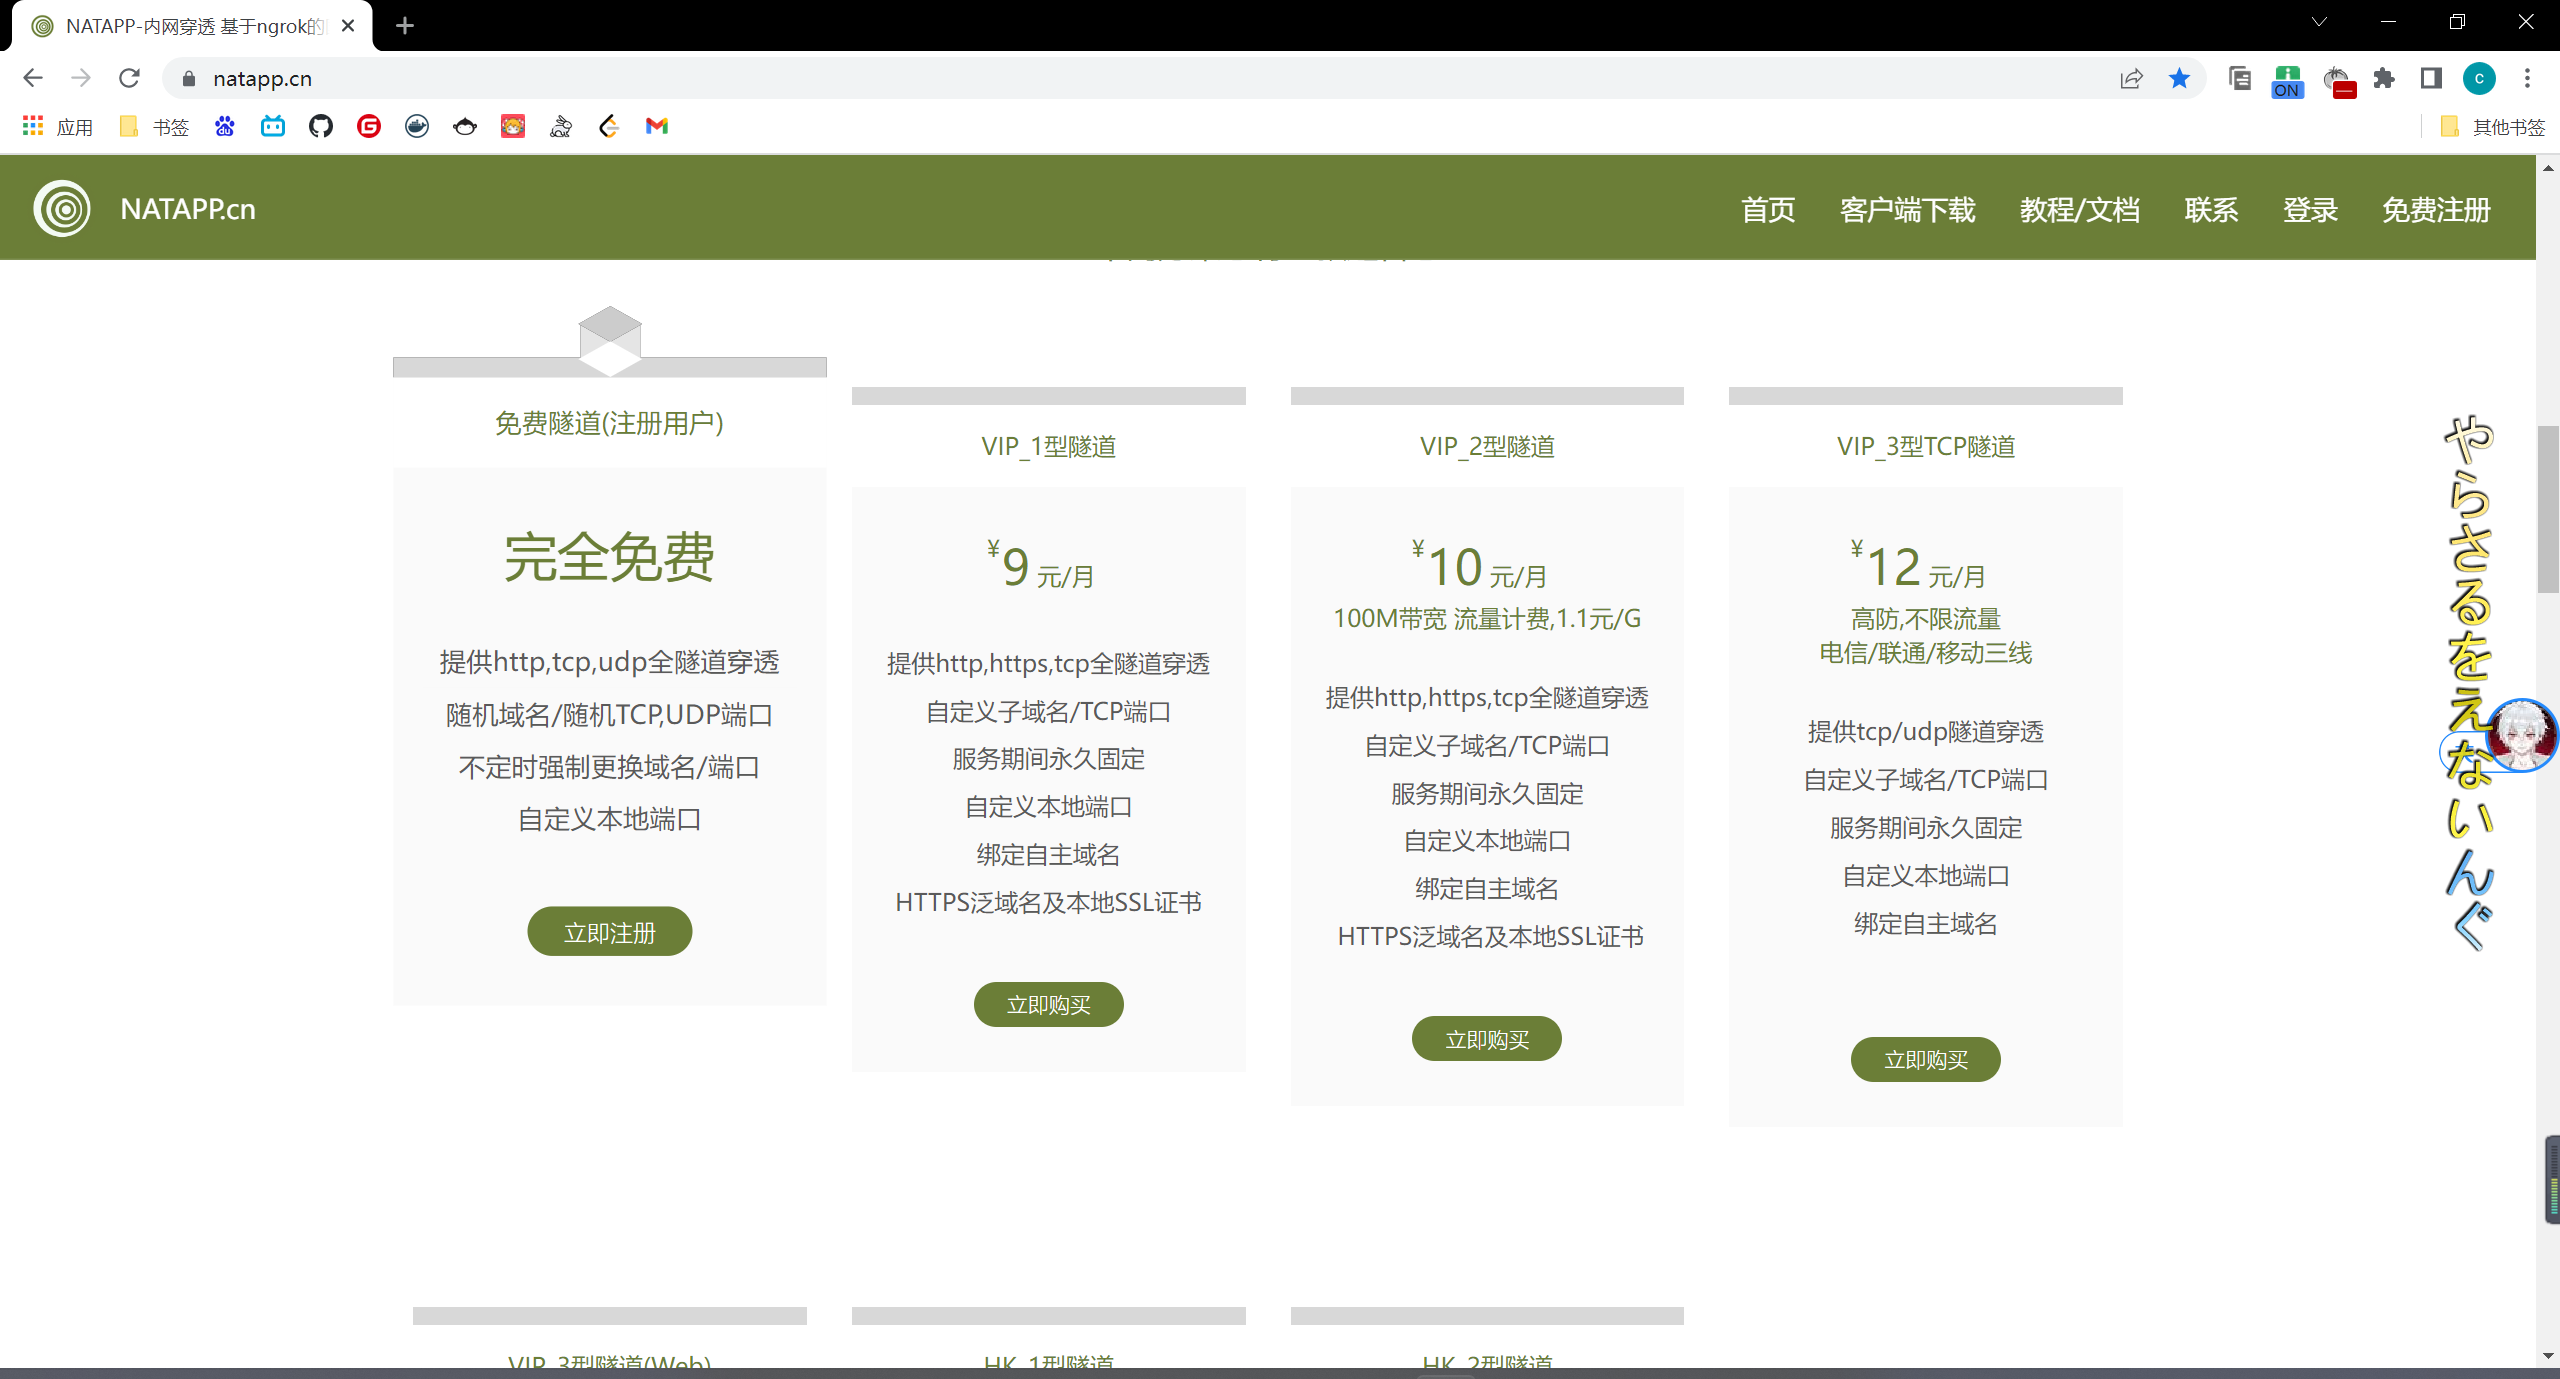 NATAPP-内网穿透 基于ngrok的
natapp.cn
ON
c
应用
书签
其他书签
NATAPP.cn
首页
客户端下载
教程/文档
联系
登录
免费注册
免费隧道(注册用户)
完全免费
提供http,tcp,udp全隧道穿透
随机域名/随机TCP,UDP端口
不定时强制更换域名/端口
自定义本地端口
立即注册
VIP_1型隧道
¥9 元/月
提供http,https,tcp全隧道穿透
自定义子域名/TCP端口
服务期间永久固定
自定义本地端口
绑定自主域名
HTTPS泛域名及本地SSL证书
立即购买
VIP_2型隧道
¥10 元/月
100M带宽 流量计费,1.1元/G
提供http,https,tcp全隧道穿透
自定义子域名/TCP端口
服务期间永久固定
自定义本地端口
绑定自主域名
HTTPS泛域名及本地SSL证书
立即购买
VIP_3型TCP隧道
¥12 元/月
高防,不限流量
电信/联通/移动三线
提供tcp/udp隧道穿透
自定义子域名/TCP端口
服务期间永久固定
自定义本地端口
绑定自主域名
立即购买
やらさるをえないんぐ
VIP_3型隧道(Web)
HK_1型隧道
HK_2型隧道